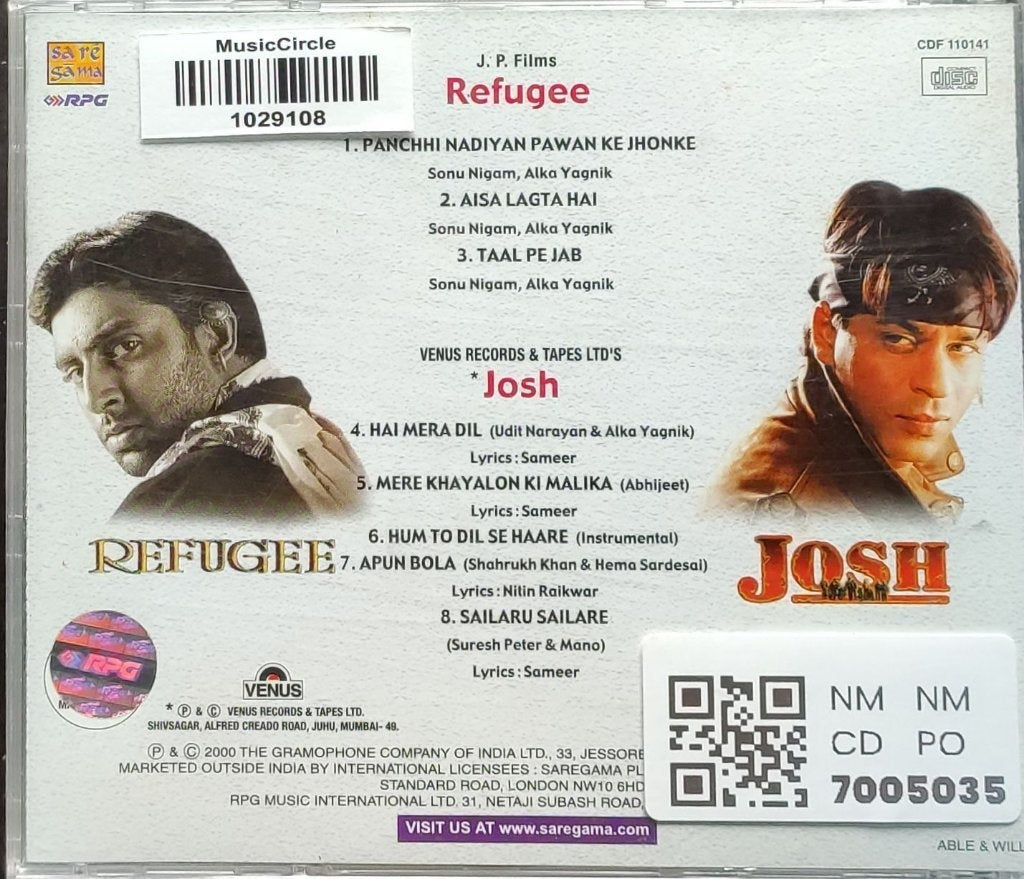 sa re
gama
RPG
MusicCircle
1029108
J. P. Films
Refugee
CDF 110141
COMPACT
disc
DIGITAL AUDIO
1. PANCHHI NADIYAN PAWAN KE JHONKE
Sonu Nigam, Alka Yagnik
2. AISA LAGTA HAI
Sonu Nigam, Alka Yagnik
3. TAAL PE JAB
Sonu Nigam, Alka Yagnik
VENUS RECORDS & TAPES LTD'S
*Josh
4. HAI MERA DIL (Udit Narayan & Alka Yagnik)
Lyrics : Sameer
5. MERE KHAYALON KI MALIKA (Abhijeet)
Lyrics : Sameer
6. HUM TO DIL SE HAARE (Instrumental)
7. APUN BOLA (Shahrukh Khan & Hema Sardesai)
Lyrics : Nitin Raikwar
8. SAILARU SAILARE
(Suresh Peter & Mano)
Lyrics : Sameer
REFUGEE
JOSH
RPG
VENUS
* ℗ & © VENUS RECORDS & TAPES LTD.
SHIVSAGAR, ALFRED CREADO ROAD, JUHU, MUMBAI- 49.
℗ & © 2000 THE GRAMOPHONE COMPANY OF INDIA LTD., 33, JESSORE
MARKETED OUTSIDE INDIA BY INTERNATIONAL LICENSEES : SAREGAMA PL
STANDARD ROAD, LONDON NW10 6HD
RPG MUSIC INTERNATIONAL LTD. 31, NETAJI SUBASH ROAD,
VISIT US AT www.saregama.com
NM NM
CD PO
7005035
ABLE & WILL